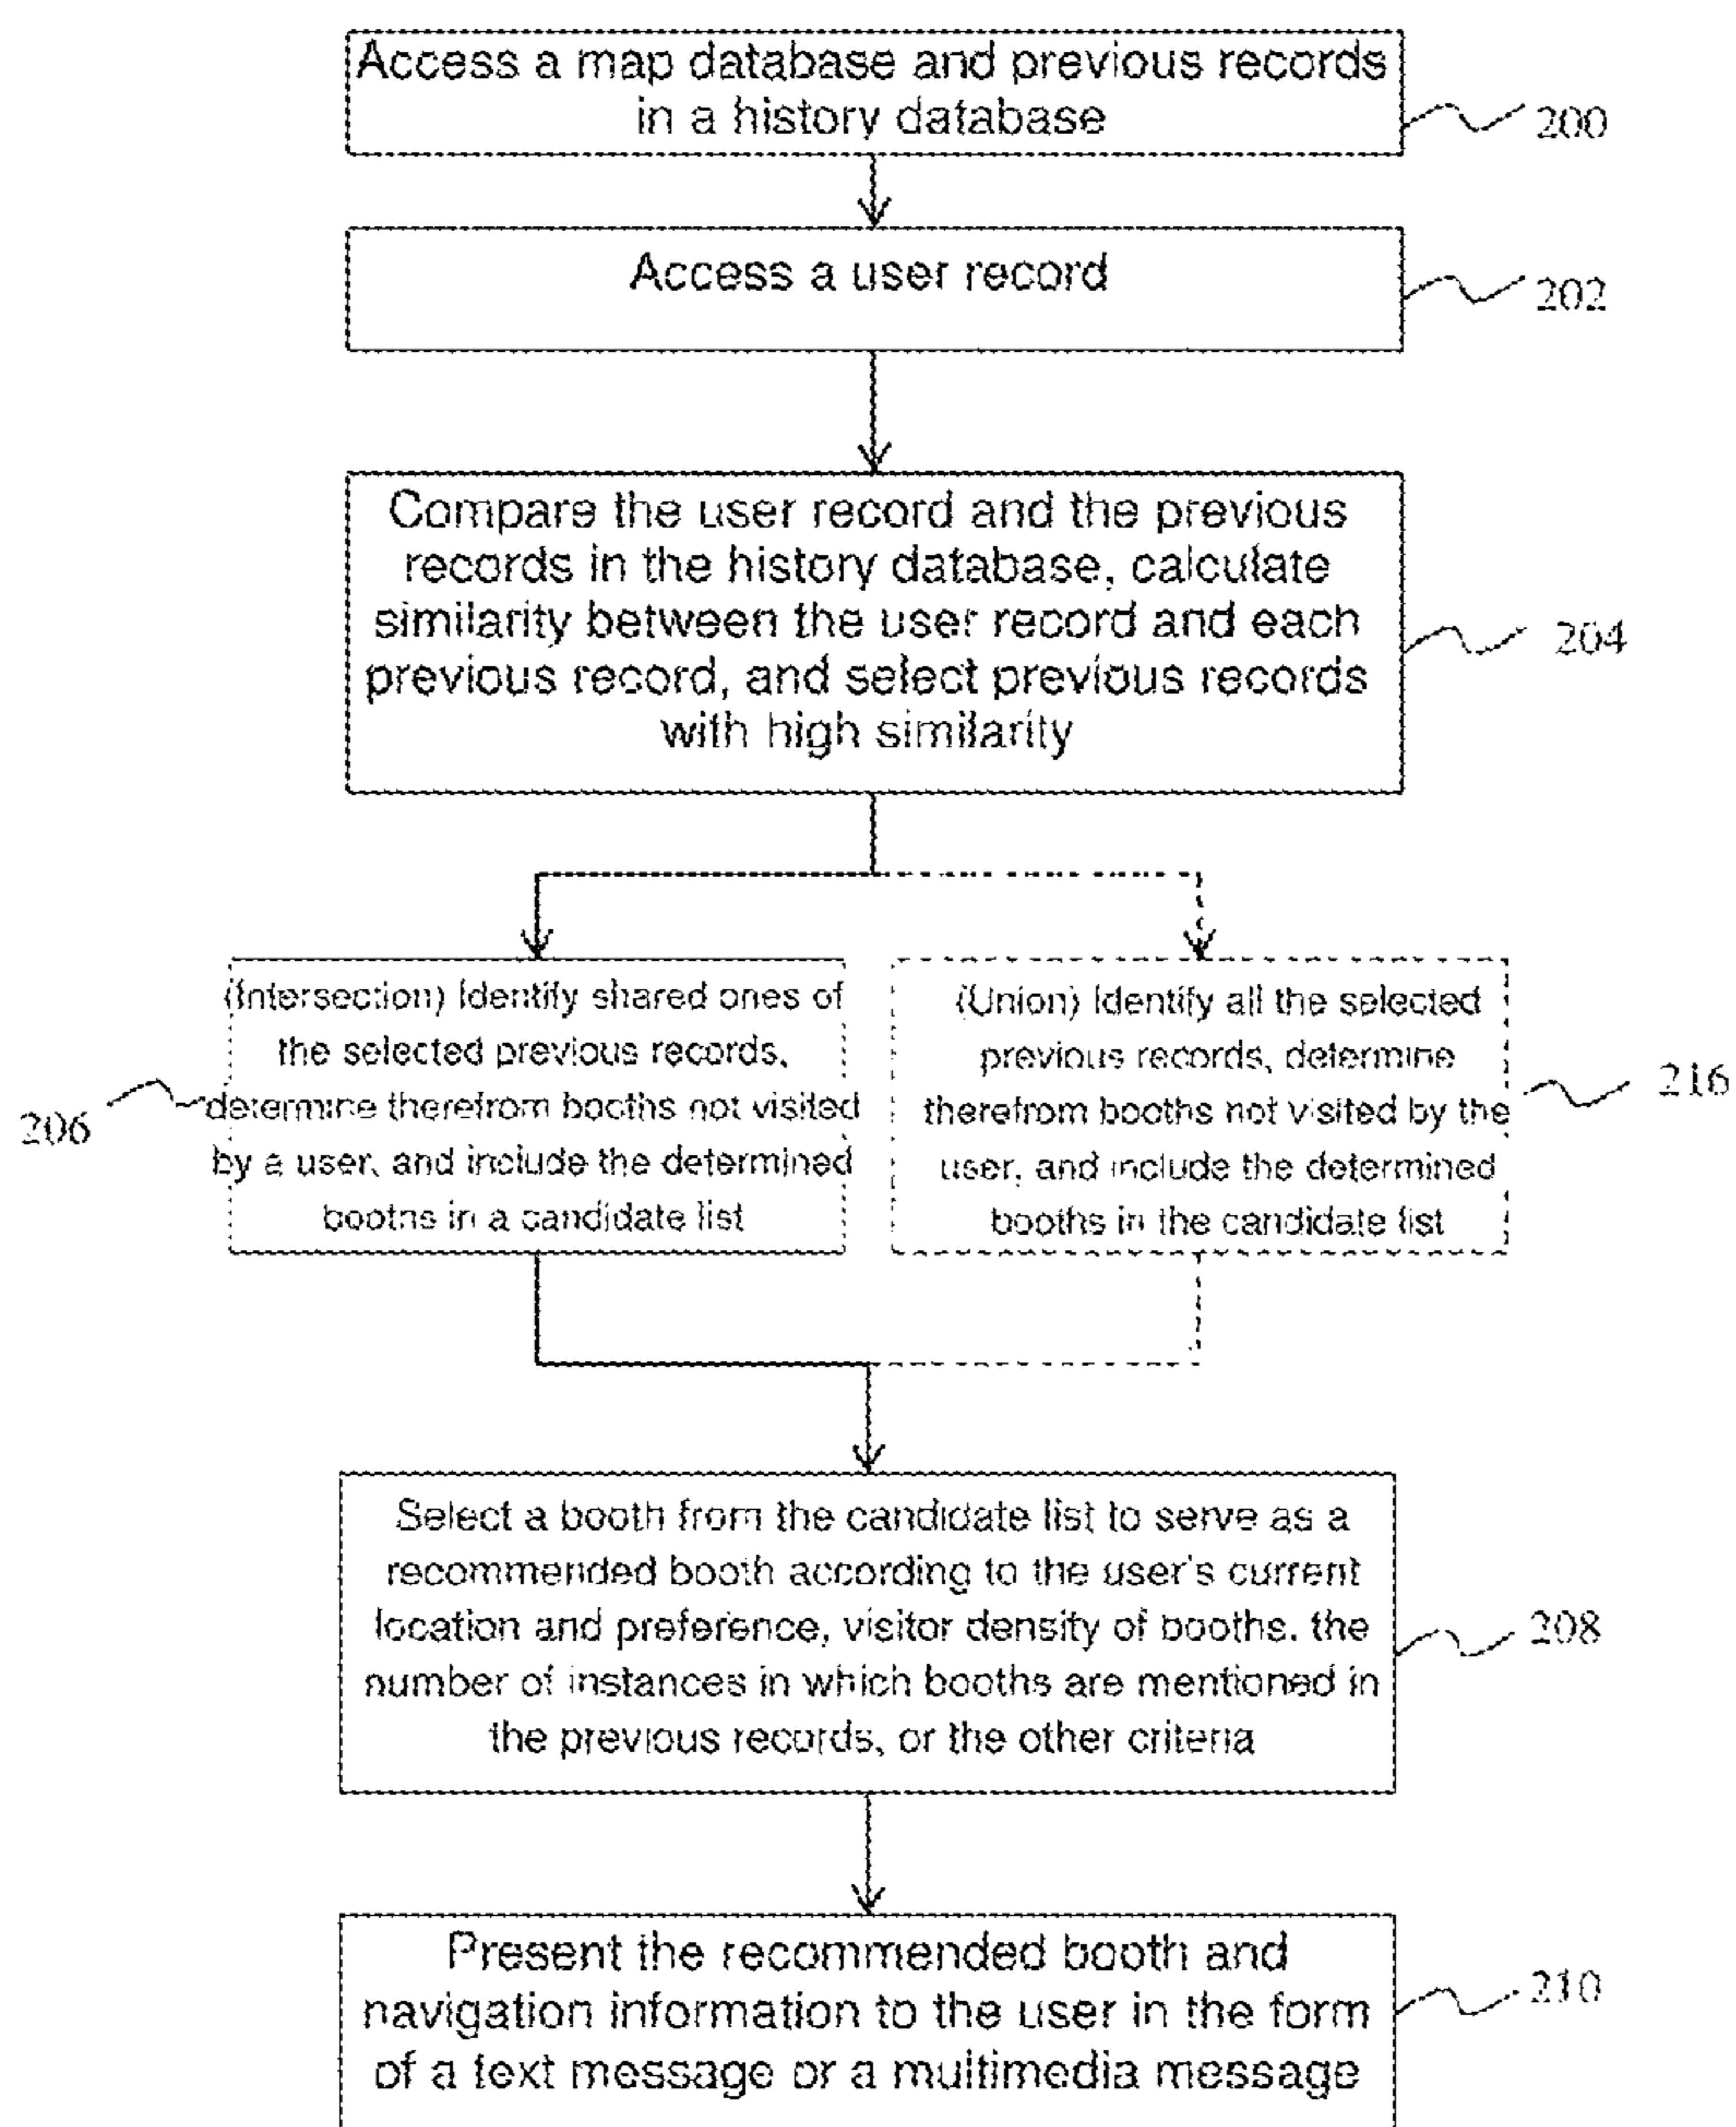 Access a map database and previous records
in a history database
200
Access a user record
202
Compare the user record and the previous
records in the history database, calculate
similarity between the user record and each
previous record, and select previous records
with high similarity
204
(Intersection) Identify shared ones of
the selected previous records,
determine therefrom booths not visited
by a user, and include the determined
booths in a candidate list
206
(Union) Identify all the selected
previous records, determine
therefrom booths not visited by the
user, and include the determined
booths in the candidate list
216
Select a booth from the candidate list to serve as a
recommended booth according to the user's current
location and preference, visitor density of booths, the
number of instances in which booths are mentioned in
the previous records, or the other criteria
208
Present the recommended booth and
navigation information to the user in the form
of a text message or a multimedia message
210